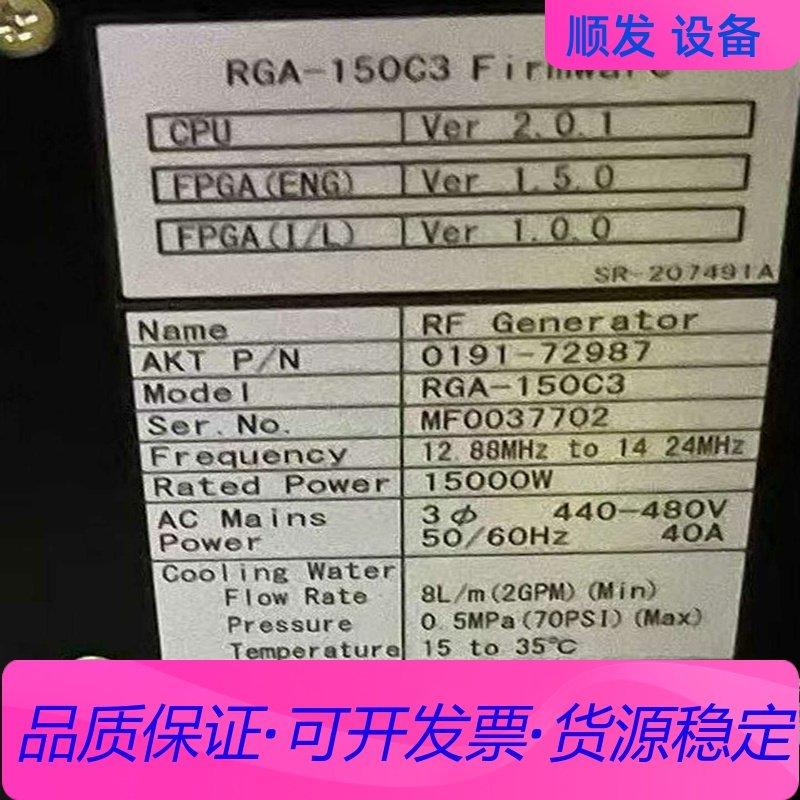 顺发 设备
RGA-150C3 Firmware
CPU Ver 2.0.1
FPGA(ENG) Ver 1.5.0
FPGA(I/L) Ver 1.0.0
SR-207491A
Name RF Generator
AKT P/N 0191-72987
Model RGA-150C3
Ser.No. MF0037702
Frequency 12.88MHz to 14.24MHz
Rated Power 15000W
AC Mains 3φ 440-480V
Power 50/60Hz 40A
Cooling Water
Flow Rate 8L/m(2GPM)(Min)
Pressure 0.5MPa(70PSI)(Max)
Temperature 15 to 35℃
品质保证·可开发票·货源稳定